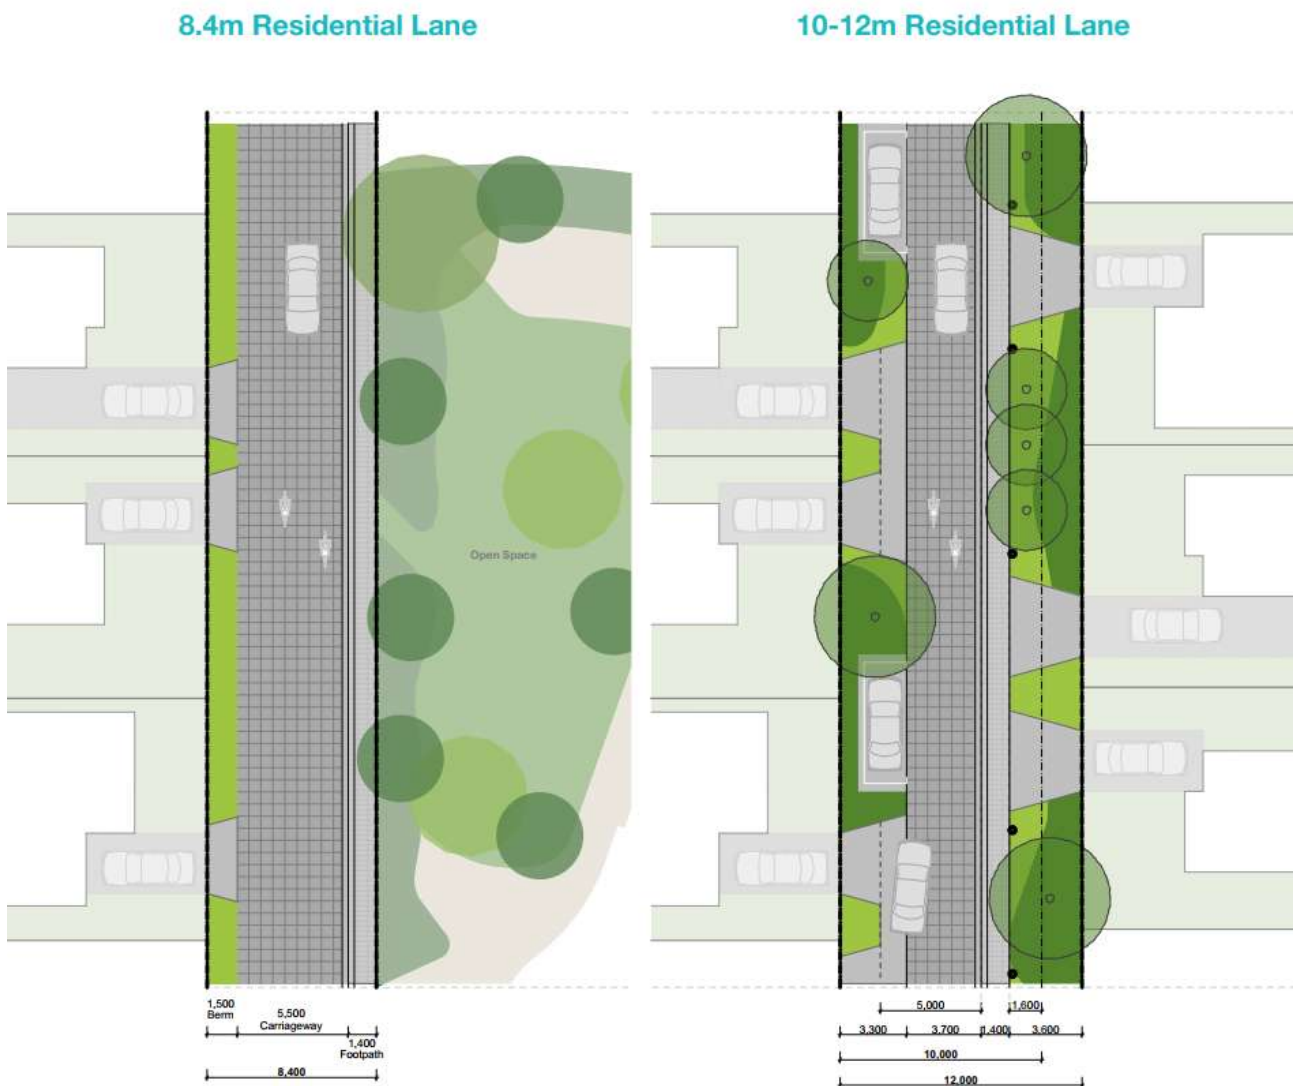 8.4m Residential Lane
10-12m Residential Lane
Open Space
1,500
Berm
5,500
Carriageway
1,400
Footpath
8,400
5,000
1,600
3.300
3.700
1.400
3.600
10,000
12.000